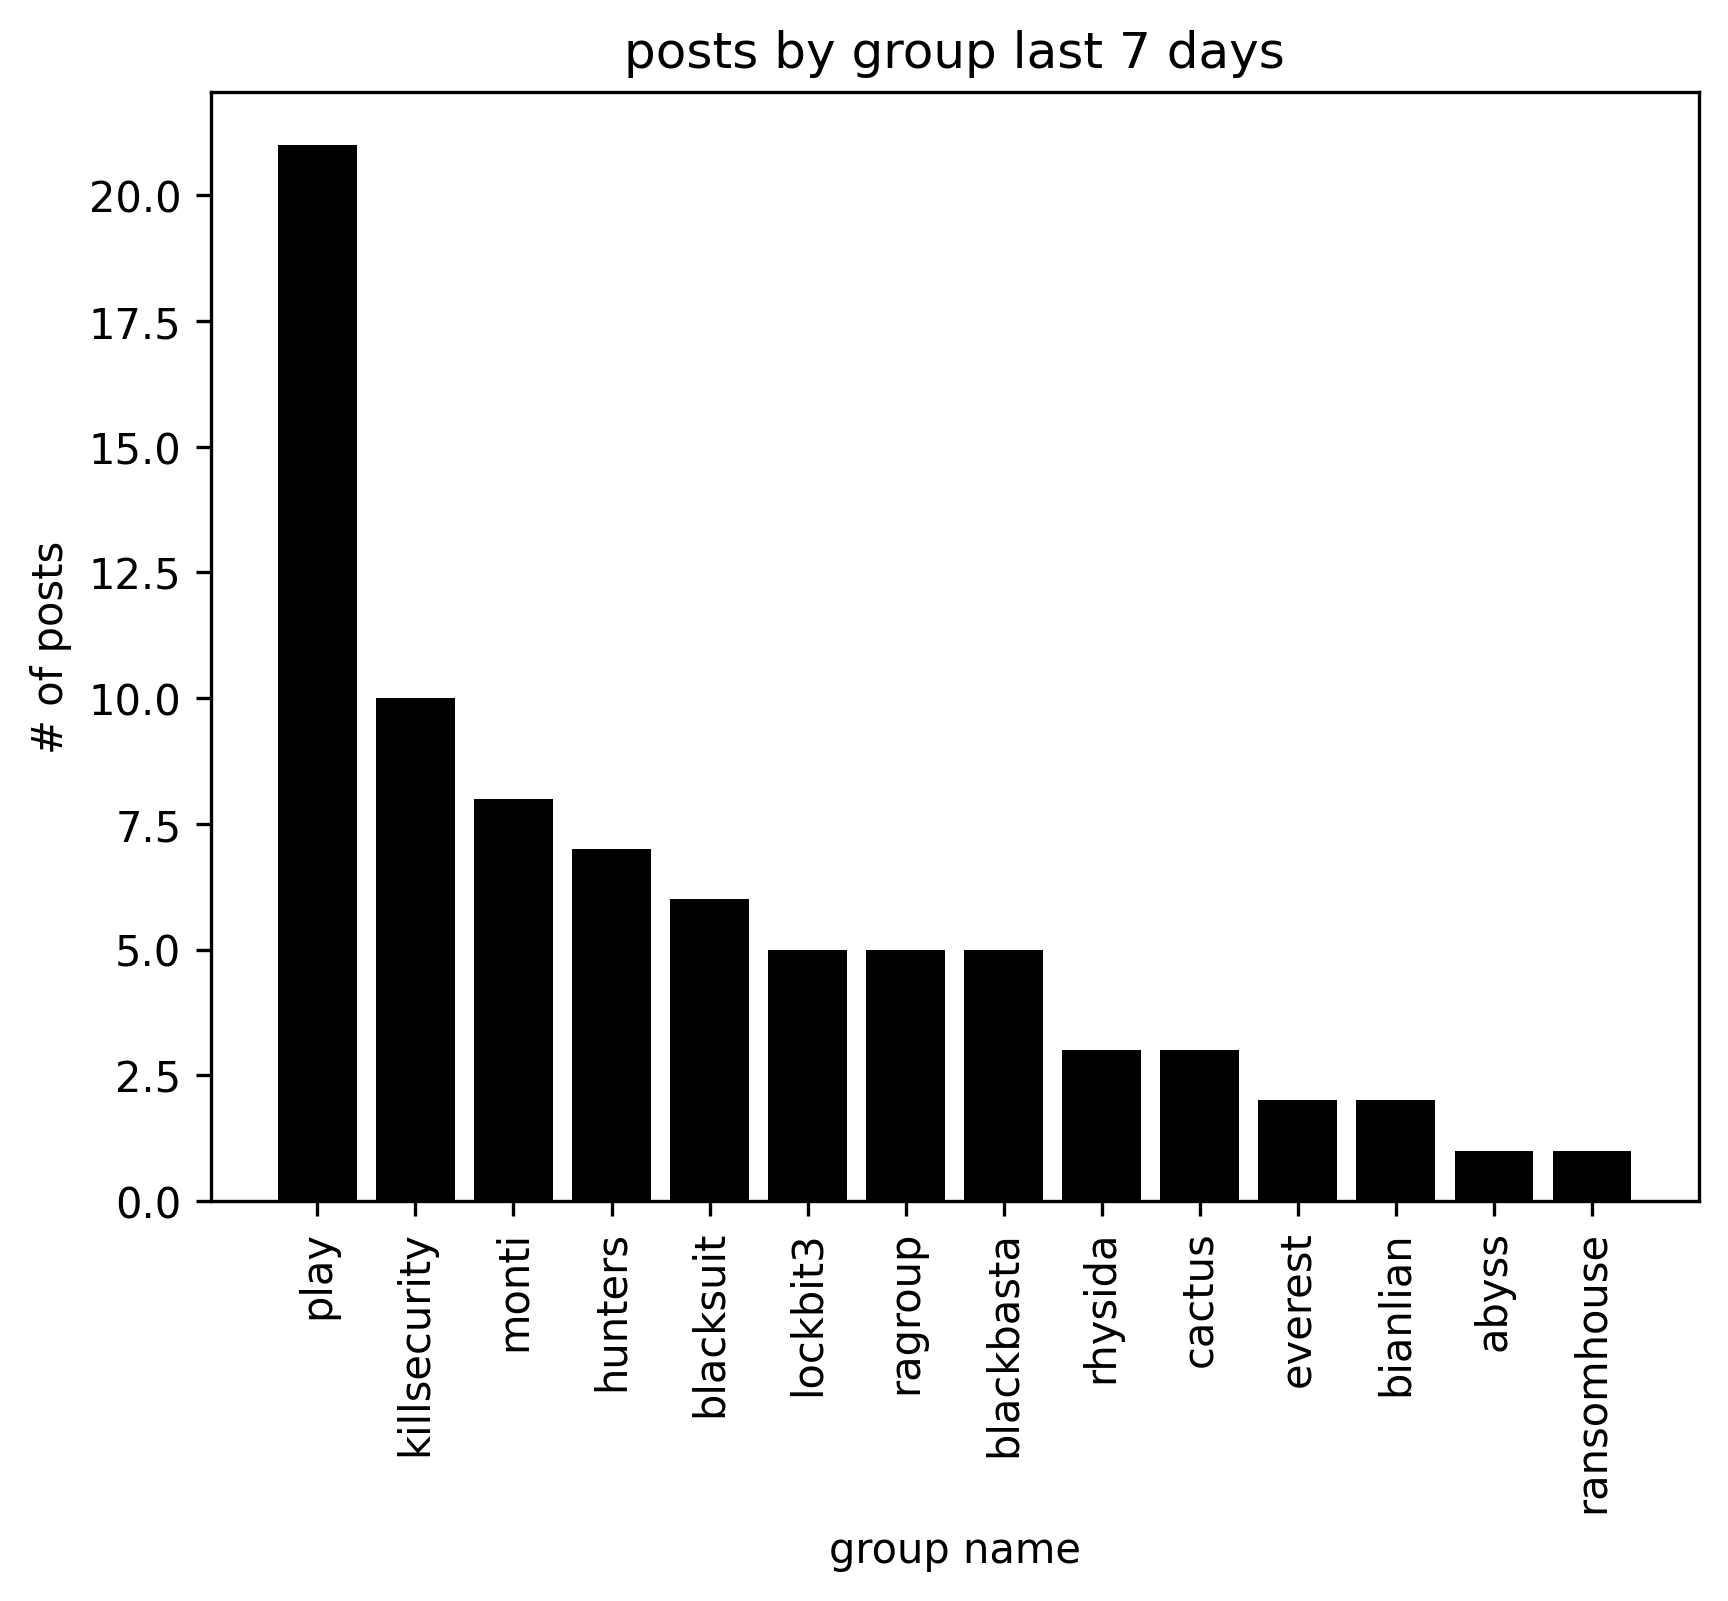 posts by group last 7 days
# of posts
20.0
17.5
15.0
12.5
10.0
7.5
5.0
2.5
0.0
play
killsecurity
monti
hunters
blacksuit
lockbit3
ragroup
blackbasta
rhysida
cactus
everest
bianlian
abyss
ransomhouse
group name